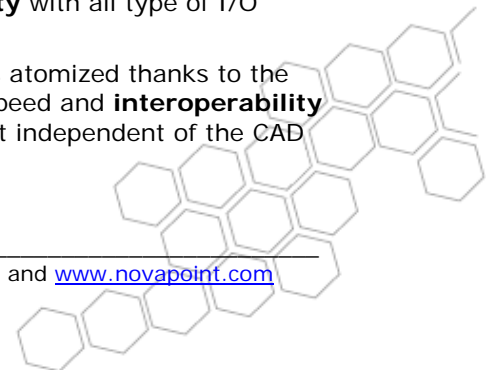 ty with all type of I/O
atomized thanks to the
peed and interoperability
t independent of the CAD
and www.novapoint.com